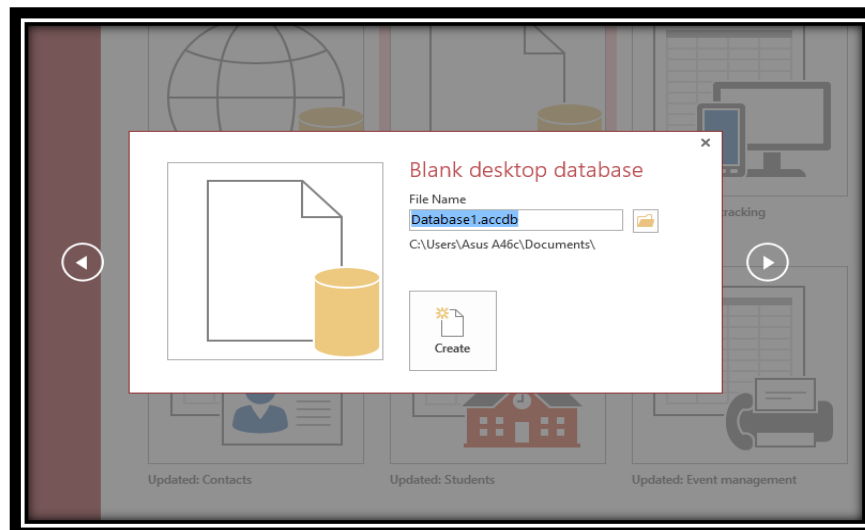 Blank desktop database
File Name
Database1.accdb
C:\Users\Asus A46c\Documents\
Create
tracking
Updated: Contacts
Updated: Students
Updated: Event management